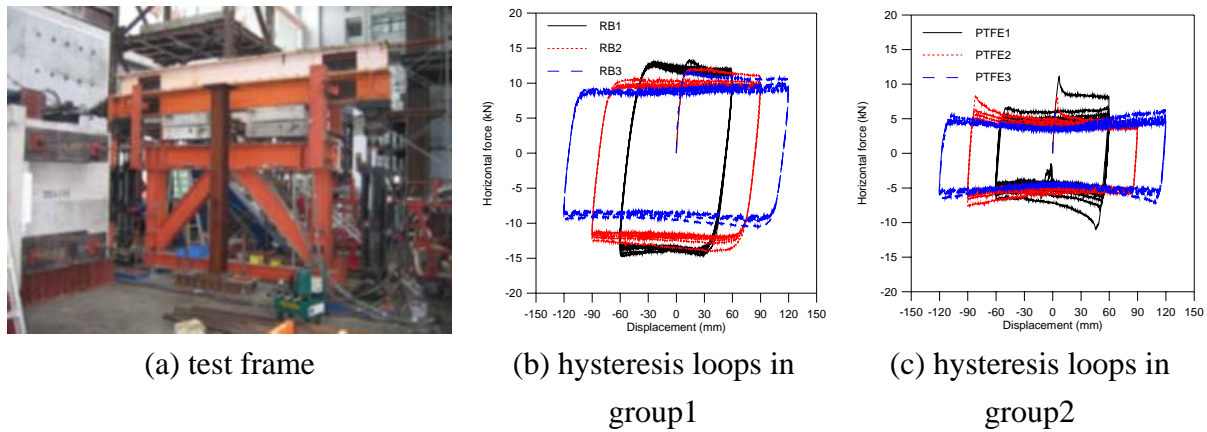 20
15
10
5
0
-5
-10
-15
-20
Horizontal force (kN)
RB1
RB2
RB3
-150 -120 -90 -60 -30 0 30 60 90 120 150
Displacement (mm)
20
15
10
5
0
-5
-10
-15
-20
Horizontal force (kN)
PTFE1
PTFE2
PTFE3
-150 -120 -90 -60 -30 0 30 60 90 120 150
Displacement (mm)
(a) test frame
(b) hysteresis loops in
group1
(c) hysteresis loops in
group2